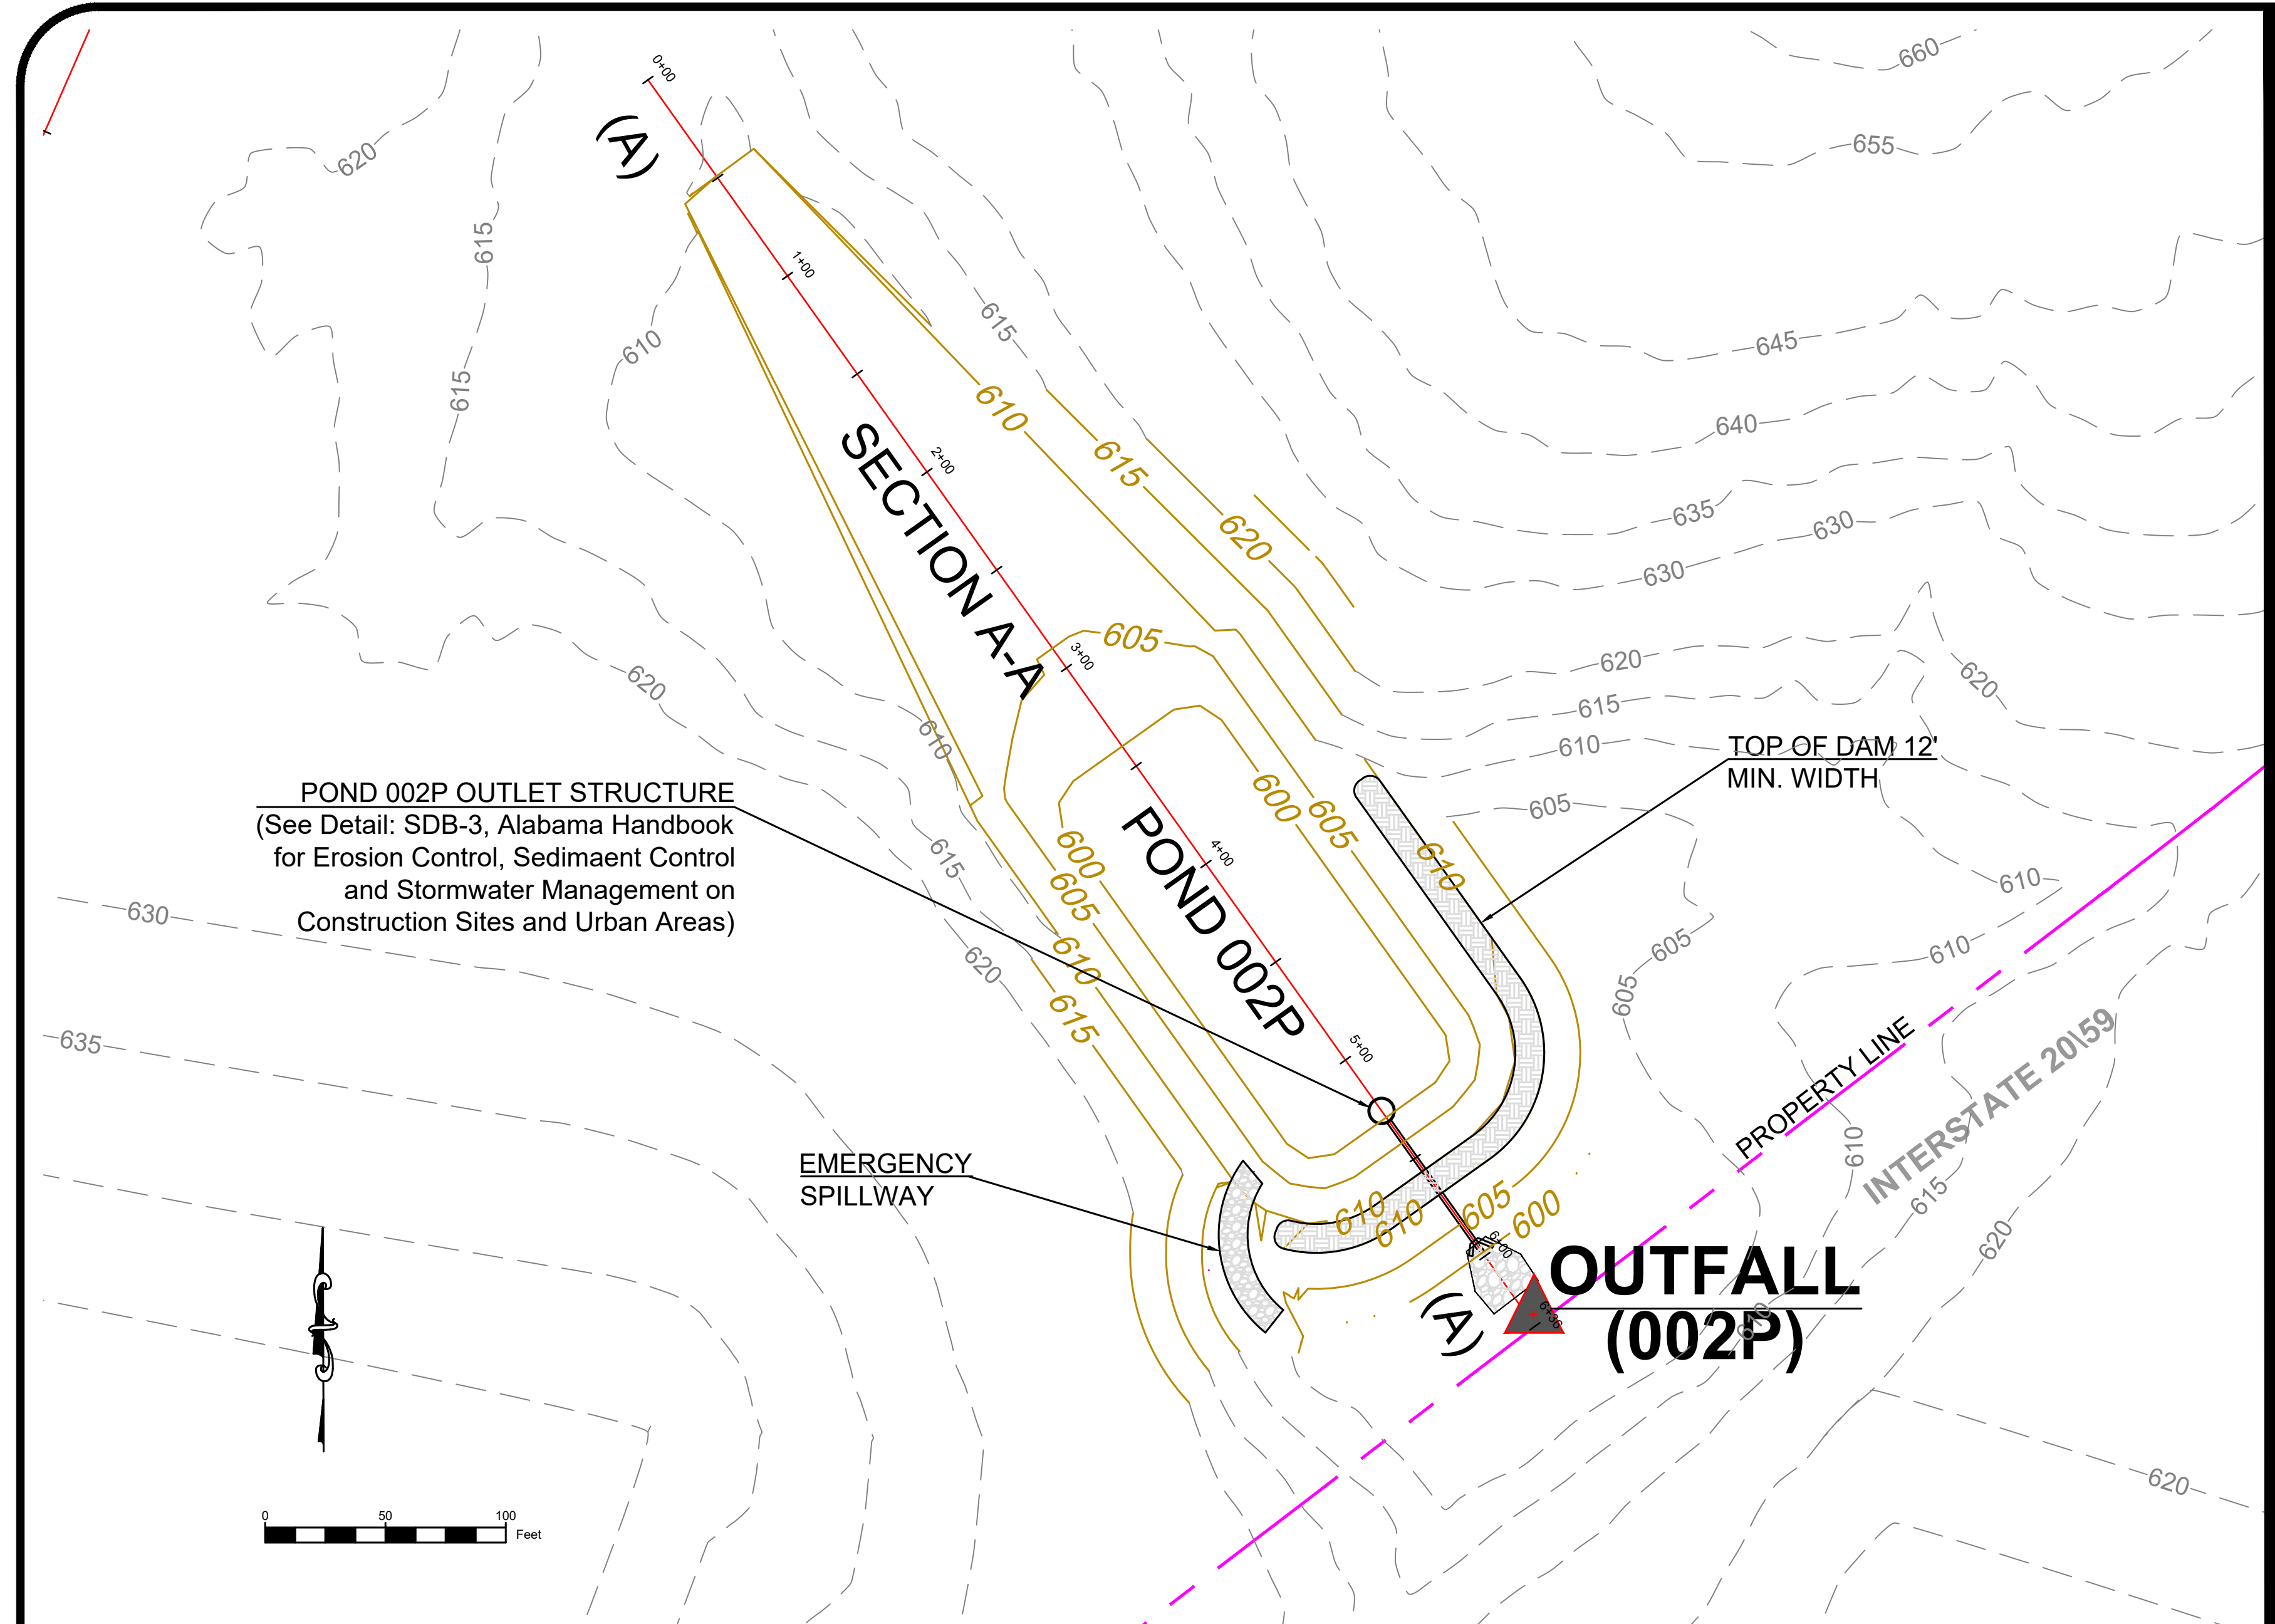 660
0+00
655
620
(A)
615
1+00
615
645
610
610
615
640
615
2+00
615
635
630
620
630
SECTION A-A
605
3+00
620
620
620
615
610
610
TOP OF DAM 12'
MIN. WIDTH
POND 002P OUTLET STRUCTURE
(See Detail: SDB-3, Alabama Handbook
for Erosion Control, Sedimaent Control
and Stormwater Management on
Construction Sites and Urban Areas)
600
605
605
4+00
600
615
610
610
605
630
POND 002P
605
610
610
620
605
615
635
5+00
PROPERTY LINE
INTERSTATE 20\59
610
EMERGENCY
SPILLWAY
615
610
610
605
600
620
6+00
OUTFALL
(002P)
6+36
610
(A)
620
0 50 100
Feet